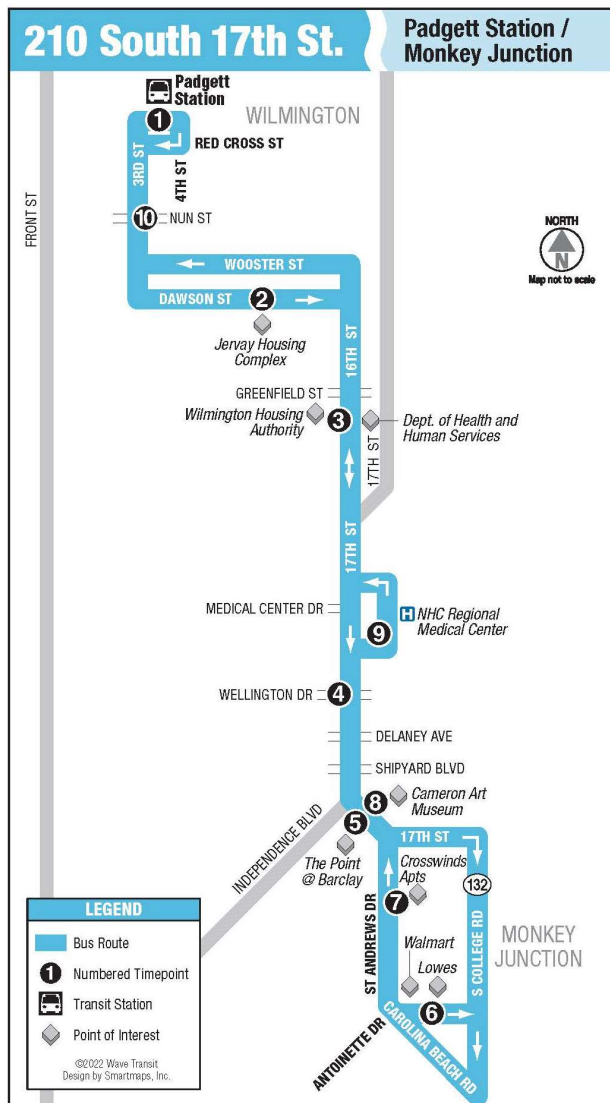 210 South 17th St.
Padgett Station /
Monkey Junction
Padgett
Station
WILMINGTON
1
RED CROSS ST
3RD ST
4TH ST
FRONT ST
10
NUN ST
NORTH
N
Map not to scale
WOOSTER ST
DAWSON ST
2
Jervay Housing
Complex
16TH ST
GREENFIELD ST
Wilmington Housing
Authority
3
Dept. of Health and
Human Services
17TH ST
17TH ST
MEDICAL CENTER DR
9
H
NHC Regional
Medical Center
WELLINGTON DR
4
DELANEY AVE
SHIPYARD BLVD
8
Cameron Art
Museum
5
INDEPENDENCE BLVD
The Point
@ Barclay
17TH ST
Crosswinds
Apts
132
7
ST ANDREWS DR
S COLLEGE RD
MONKEY
JUNCTION
Walmart
Lowes
6
ANTOINETTE DR
CAROLINA BEACH RD
LEGEND
Bus Route
1
Numbered Timepoint
Transit Station
Point of Interest
©2022 Wave Transit
Design by Smartmaps, Inc.